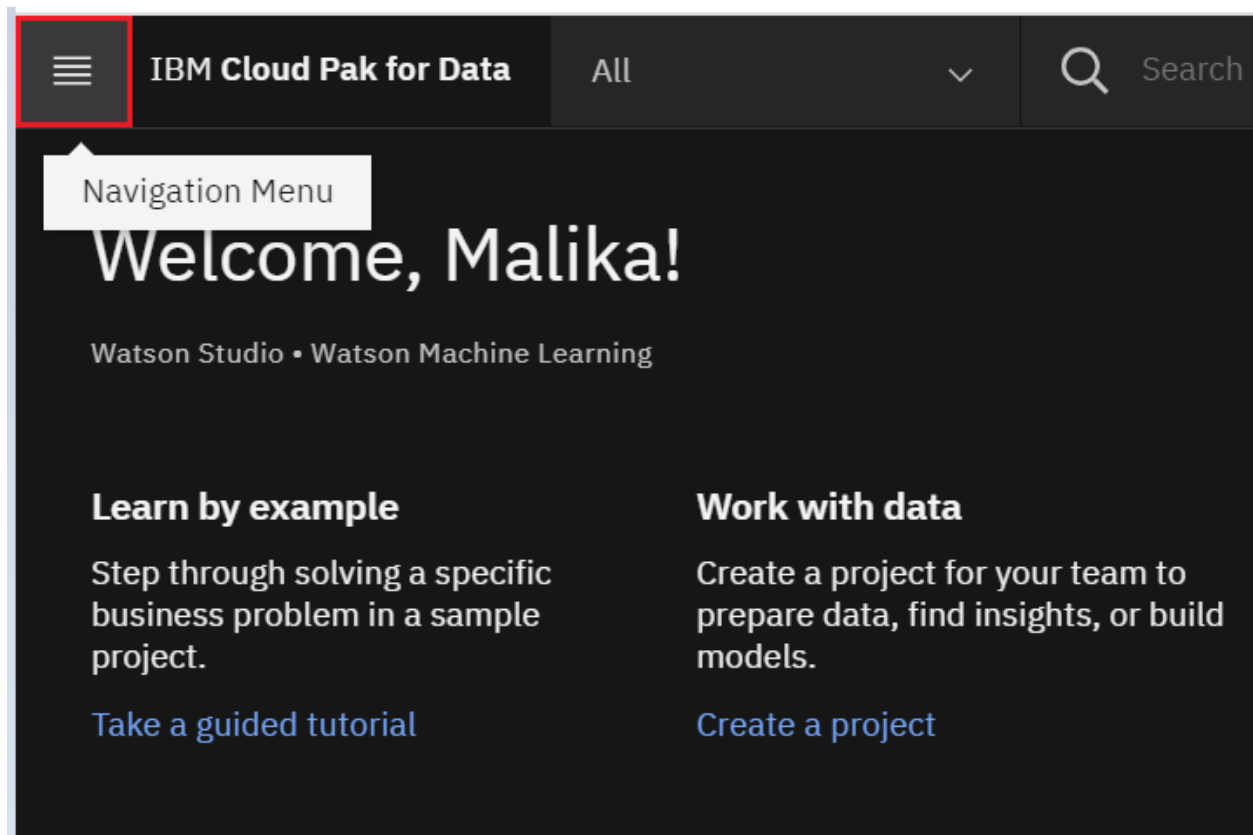 IBM Cloud Pak for Data
All
Search
Navigation Menu
Welcome, Malika!
Watson Studio • Watson Machine Learning
Learn by example
Step through solving a specific
business problem in a sample
project.
Take a guided tutorial
Work with data
Create a project for your team to
prepare data, find insights, or build
models.
Create a project